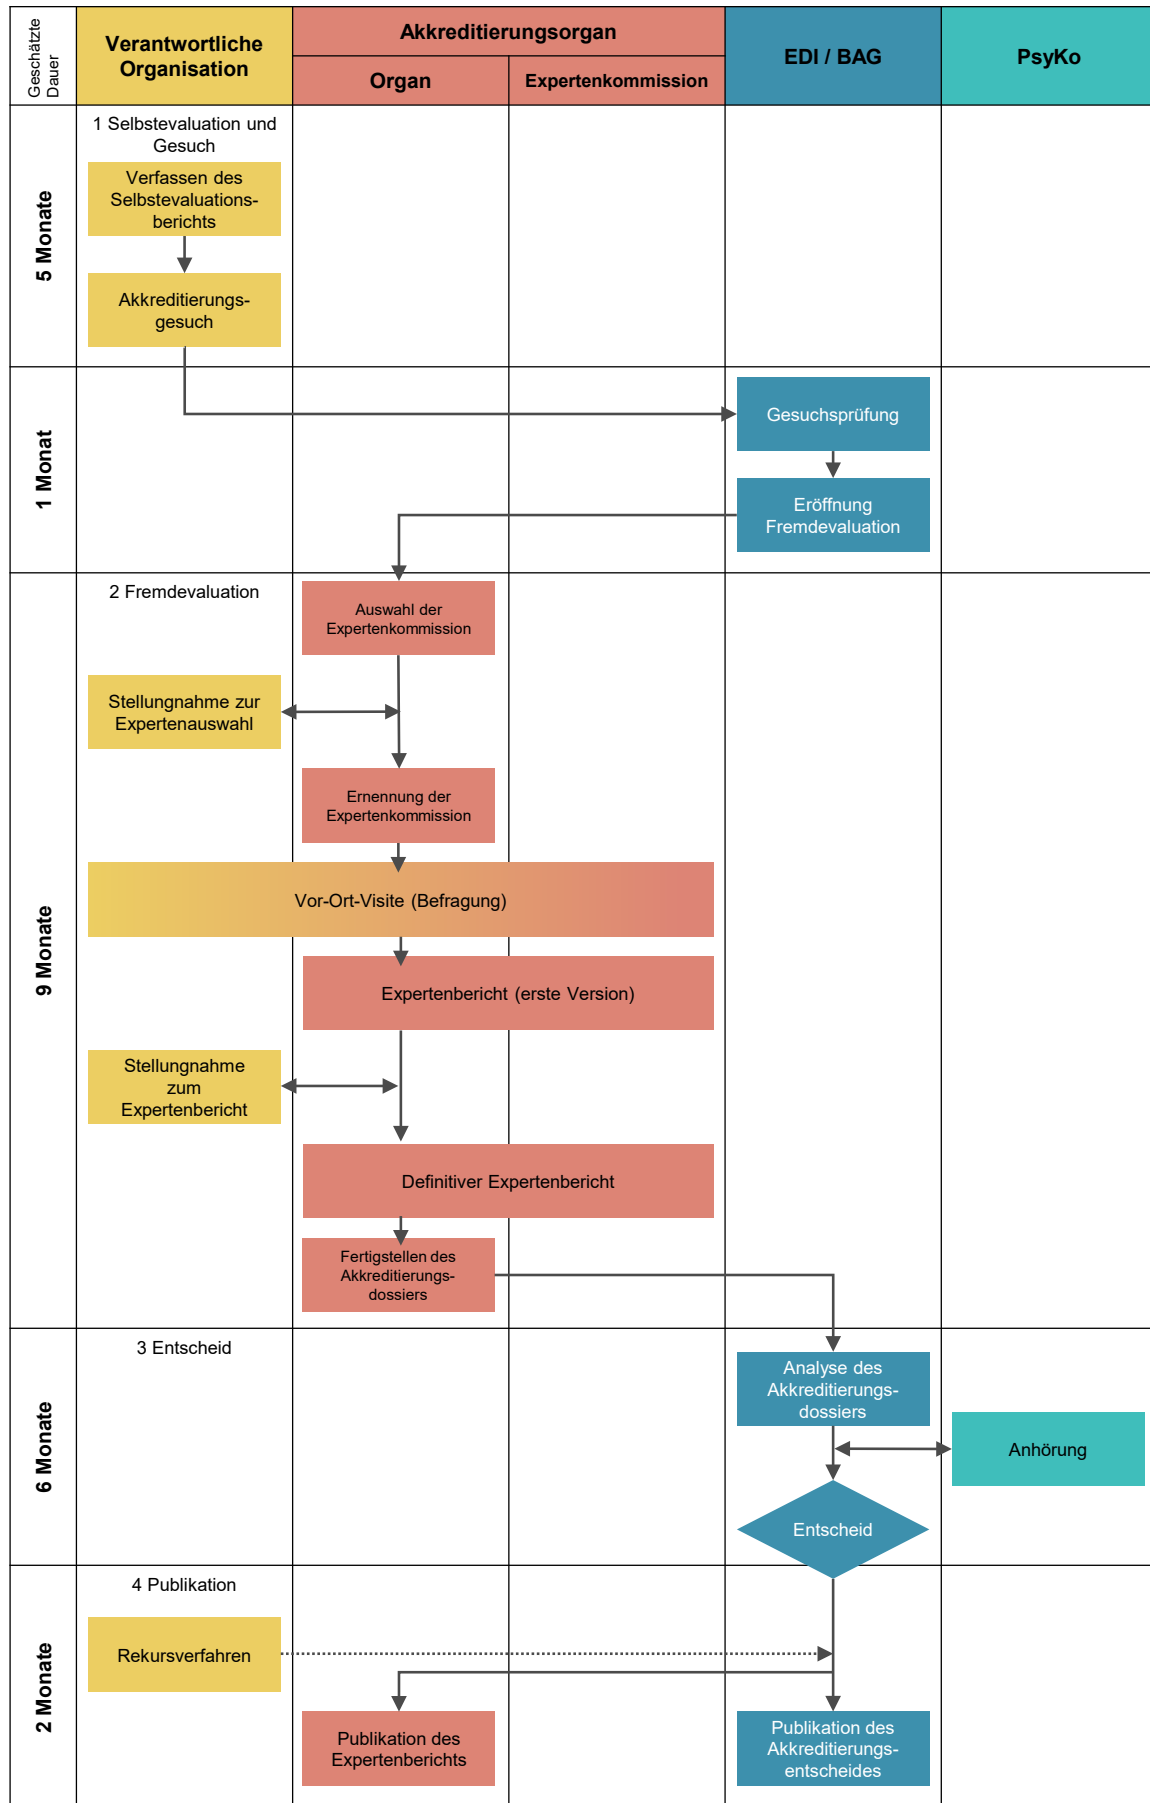 Geschätzte
Dauer
Verantwortliche
Organisation
Akkreditierungsorgan
Organ
Expertenkommission
EDI / BAG
PsyKo
5 Monate
1 Selbstevaluation und
Gesuch
Verfassen des
Selbstevaluations-
berichts
Akkreditierungs-
gesuch
1 Monat
Gesuchsprüfung
Eröffnung
Fremdevaluation
9 Monate
2 Fremdevaluation
Auswahl der
Expertenkommission
Stellungnahme zur
Expertenauswahl
Ernennung der
Expertenkommission
Vor-Ort-Visite (Befragung)
Expertenbericht (erste Version)
Stellungnahme
zum
Expertenbericht
Definitiver Expertenbericht
Fertigstellen des
Akkreditierungs-
dossiers
6 Monate
3 Entscheid
Analyse des
Akkreditierungs-
dossiers
Anhörung
Entscheid
2 Monate
4 Publikation
Rekursverfahren
Publikation des
Expertenberichts
Publikation des
Akkreditierungs-
entscheides